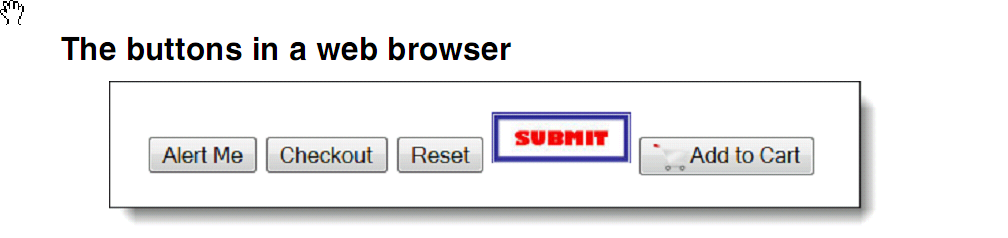 The buttons in a web browser
Alert Me Checkout Reset SUBMIT Add to Cart